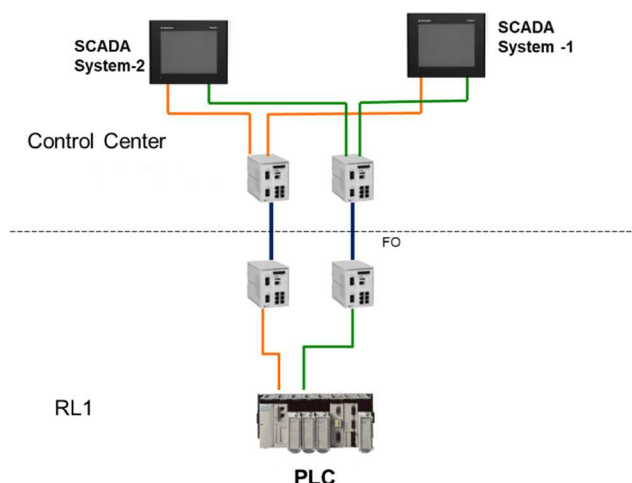 SCADA
System-2
SCADA
System -1
Control Center
FO
RL1
PLC